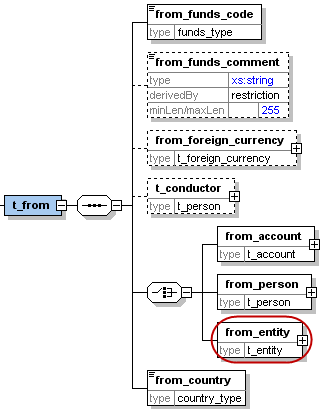 from_funds_code
type funds_type
from_funds_comment
type xs:string
derivedBy restriction
minLen/maxLen 255
from_foreign_currency
type t_foreign_currency
t_conductor
type t_person
t_from
from_account
type t_account
from_person
type t_person
from_entity
type t_entity
from_country
type country_type